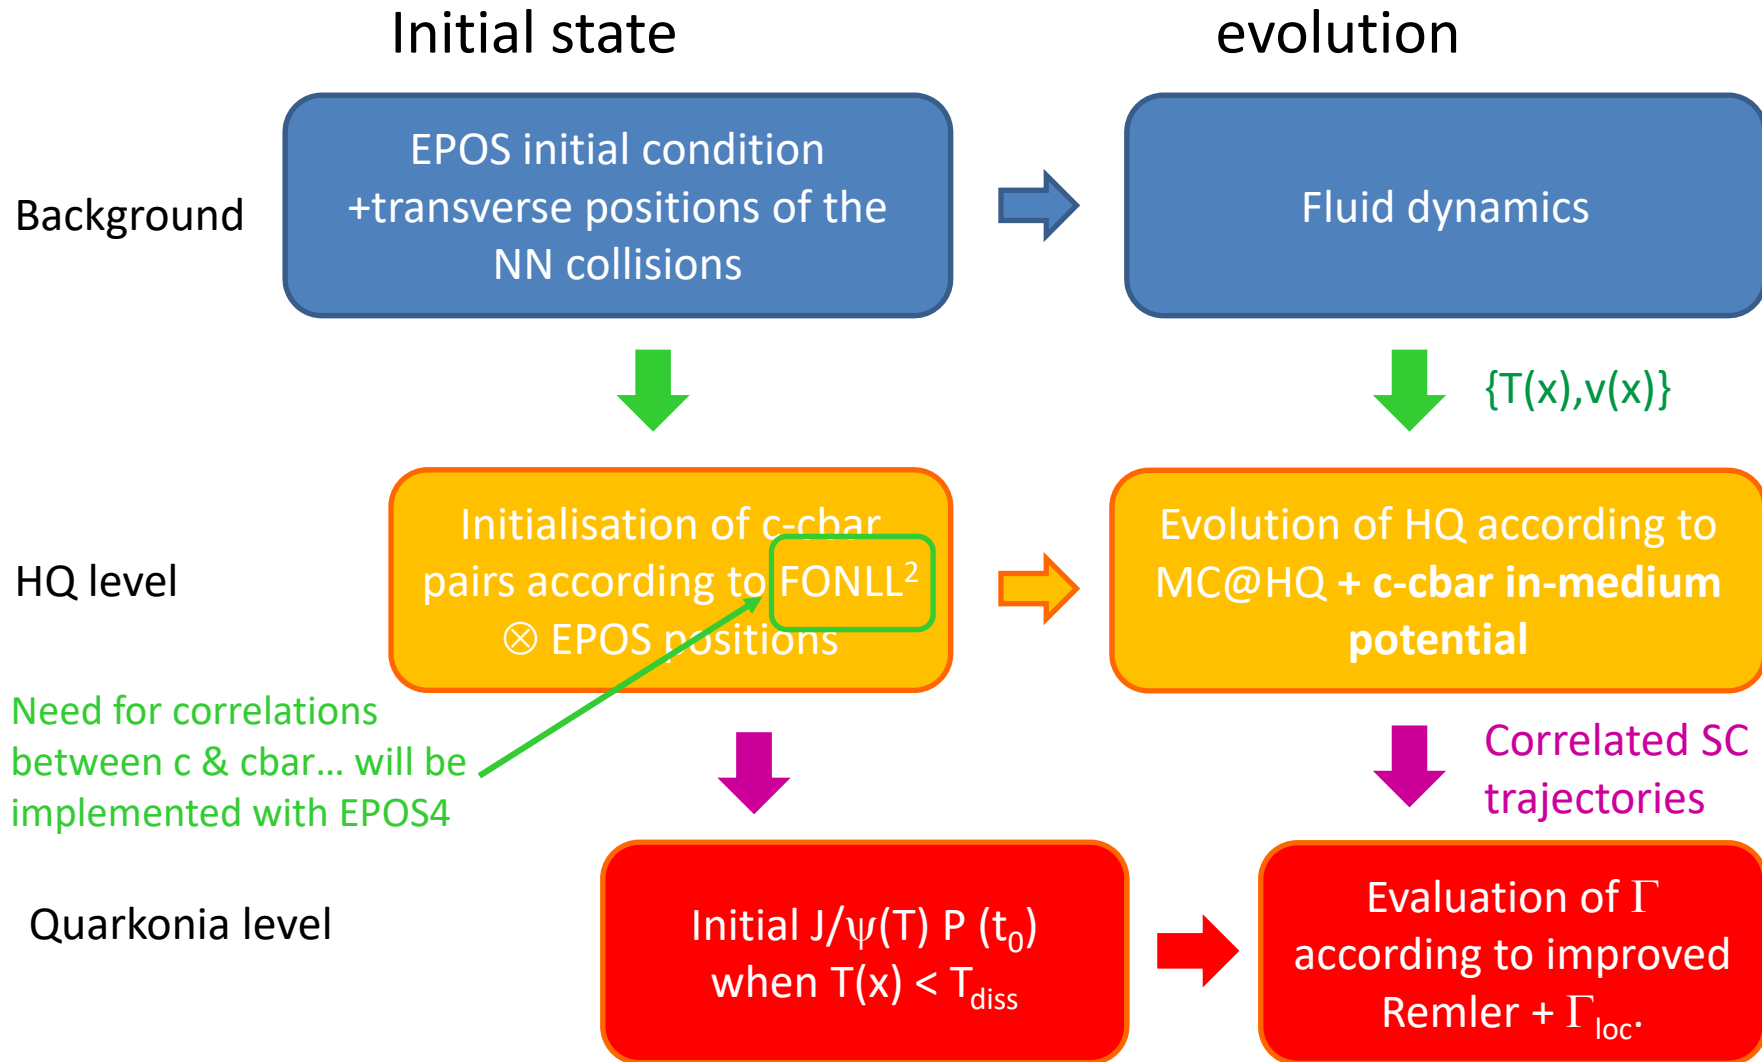 Initial state
evolution
Background
EPOS initial condition
+transverse positions of the
NN collisions
Fluid dynamics
{T(x),v(x)}
HQ level
Initialisation of c-cbar
pairs according to FONLL²
⊗ EPOS positions
Evolution of HQ according to
MC@HQ + c-cbar in-medium
potential
Need for correlations
between c & cbar... will be
implemented with EPOS4
Correlated SC
trajectories
Quarkonia level
Initial J/ψ(T) P (t₀)
when T(x) < T_diss
Evaluation of Γ
according to improved
Remler + Γ_loc.